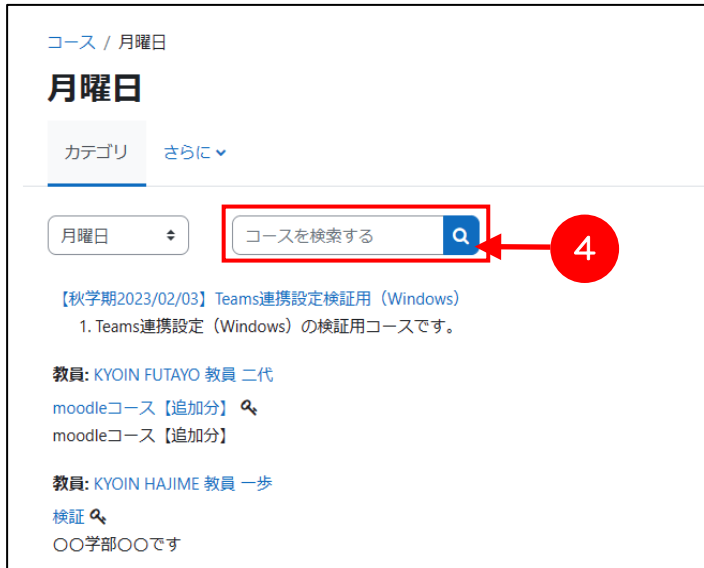 コース / 月曜日
月曜日
カテゴリ さらに
月曜日 コースを検索する 4
【秋学期2023/02/03】Teams連携設定検証用（Windows）
1. Teams連携設定（Windows）の検証用コースです。
教員: KYOIN FUTAYO 教員 二代
moodleコース【追加分】
moodleコース【追加分】
教員: KYOIN HAJIME 教員 一歩
検証
〇〇学部〇〇です